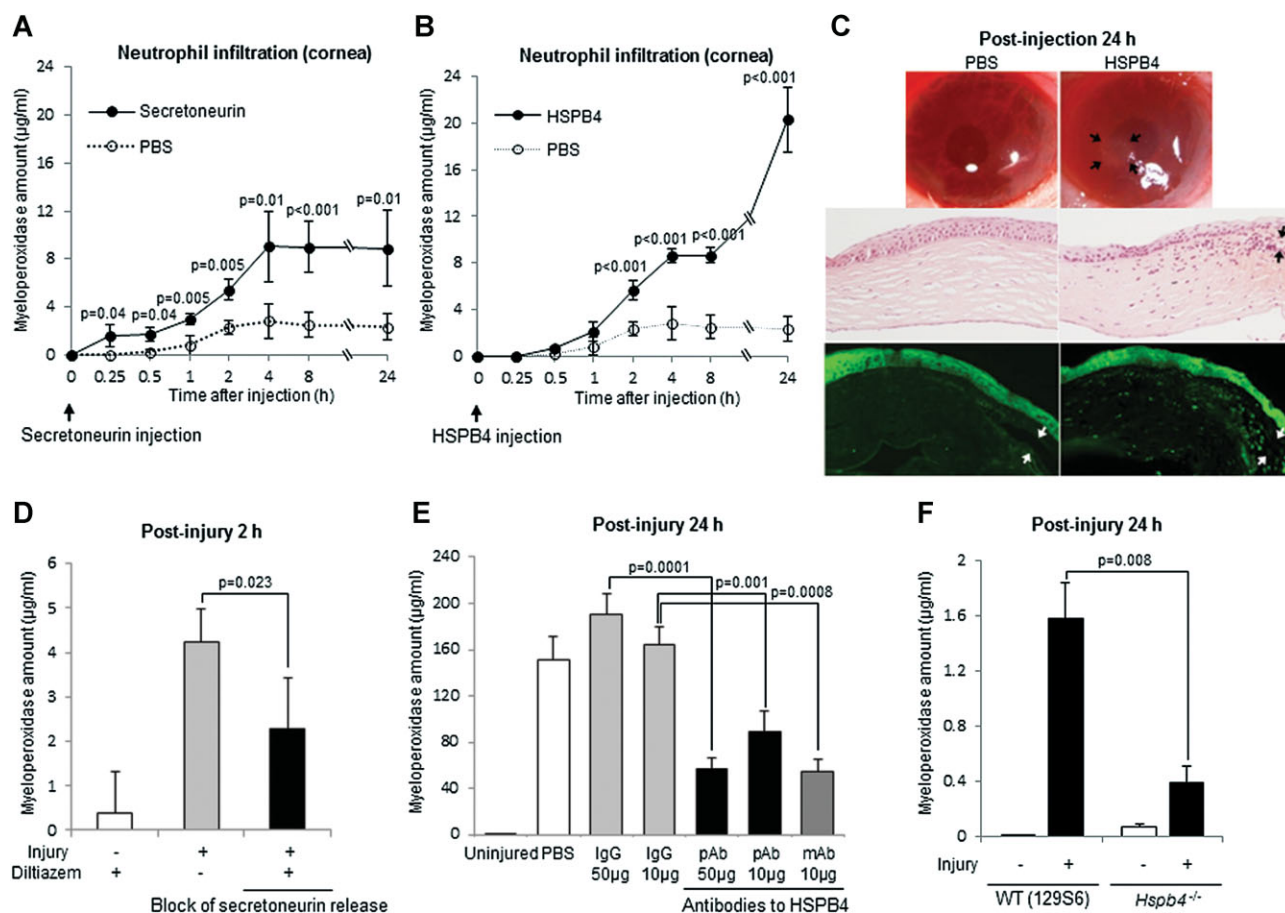 A
Neutrophil infiltration (cornea)
Myeloperoxidase amount (µg/ml)
24
20
16
12
8
4
0
Secretoneurin
PBS
p=0.04
p=0.04
p=0.005
p=0.005
p=0.01
p<0.001
p=0.01
0 0.25 0.5 1 2 4 8 24
Time after injection (h)
Secretoneurin injection
B
Neutrophil infiltration (cornea)
Myeloperoxidase amount (µg/ml)
24
20
16
12
8
4
0
HSPB4
PBS
p<0.001
p<0.001
p<0.001
p<0.001
0 0.25 0.5 1 2 4 8 24
Time after injection (h)
HSPB4 injection
C
Post-injection 24 h
PBS HSPB4
D
Post-injury 2 h
Myeloperoxidase amount (µg/ml)
6
5
4
3
2
1
0
p=0.023
Injury - + +
Diltiazem + - +
Block of secretoneurin release
E
Post-injury 24 h
Myeloperoxidase amount (µg/ml)
240
200
160
120
80
40
0
p=0.0001
p=0.001
p=0.0008
Uninjured PBS IgG IgG pAb pAb mAb
50µg 10µg 50µg 10µg 10µg
Antibodies to HSPB4
F
Post-injury 24 h
Myeloperoxidase amount (µg/ml)
2
1.6
1.2
0.8
0.4
0
p=0.008
Injury - + - +
WT (129S6) Hspb4-/-